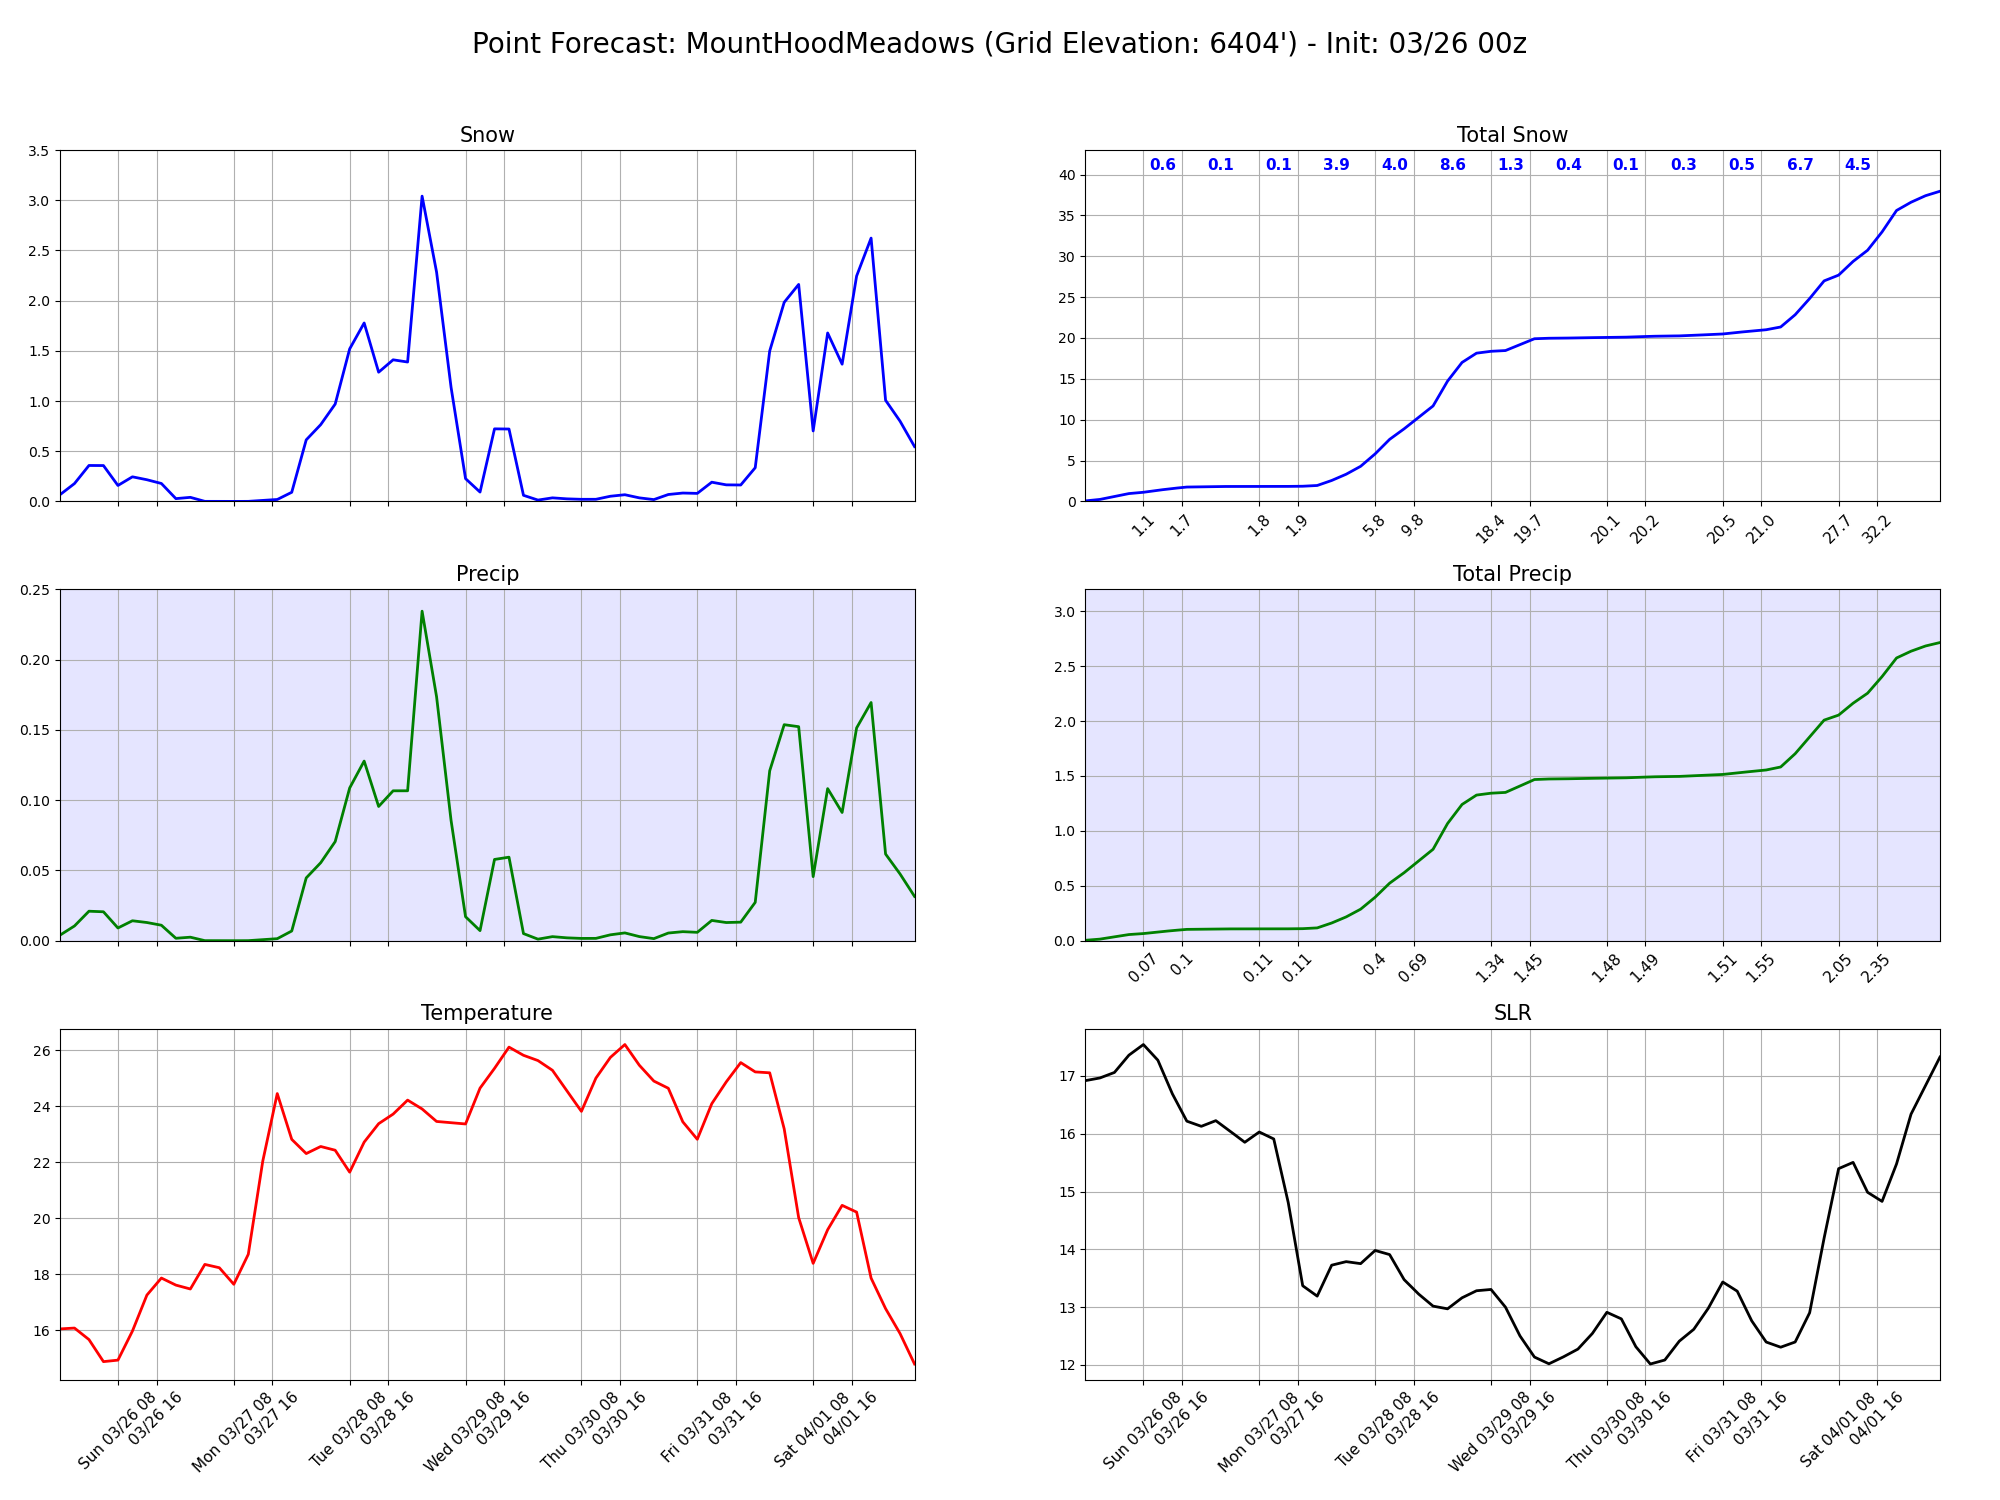 Point Forecast: MountHoodMeadows (Grid Elevation: 6404') - Init: 03/26 00z
Snow
3.5
3.0
2.5
2.0
1.5
1.0
0.5
0.0
Total Snow
0.6 0.1 0.1 3.9 4.0 8.6 1.3 0.4 0.1 0.3 0.5 6.7 4.5
40
35
30
25
20
15
10
5
0
1.1 1.7 1.8 1.9 5.8 9.8 18.4 19.7 20.1 20.2 20.5 21.0 27.7 32.2
Precip
0.25
0.20
0.15
0.10
0.05
0.00
Total Precip
3.0
2.5
2.0
1.5
1.0
0.5
0.0
0.07 0.1 0.11 0.11 0.4 0.69 1.34 1.45 1.48 1.49 1.51 1.55 2.05 2.35
Temperature
26
24
22
20
18
16
Sun 03/26 08
03/26 16
Mon 03/27 08
03/27 16
Tue 03/28 08
03/28 16
Wed 03/29 08
03/29 16
Thu 03/30 08
03/30 16
Fri 03/31 08
03/31 16
Sat 04/01 08
04/01 16
SLR
17
16
15
14
13
12
Sun 03/26 08
03/26 16
Mon 03/27 08
03/27 16
Tue 03/28 08
03/28 16
Wed 03/29 08
03/29 16
Thu 03/30 08
03/30 16
Fri 03/31 08
03/31 16
Sat 04/01 08
04/01 16